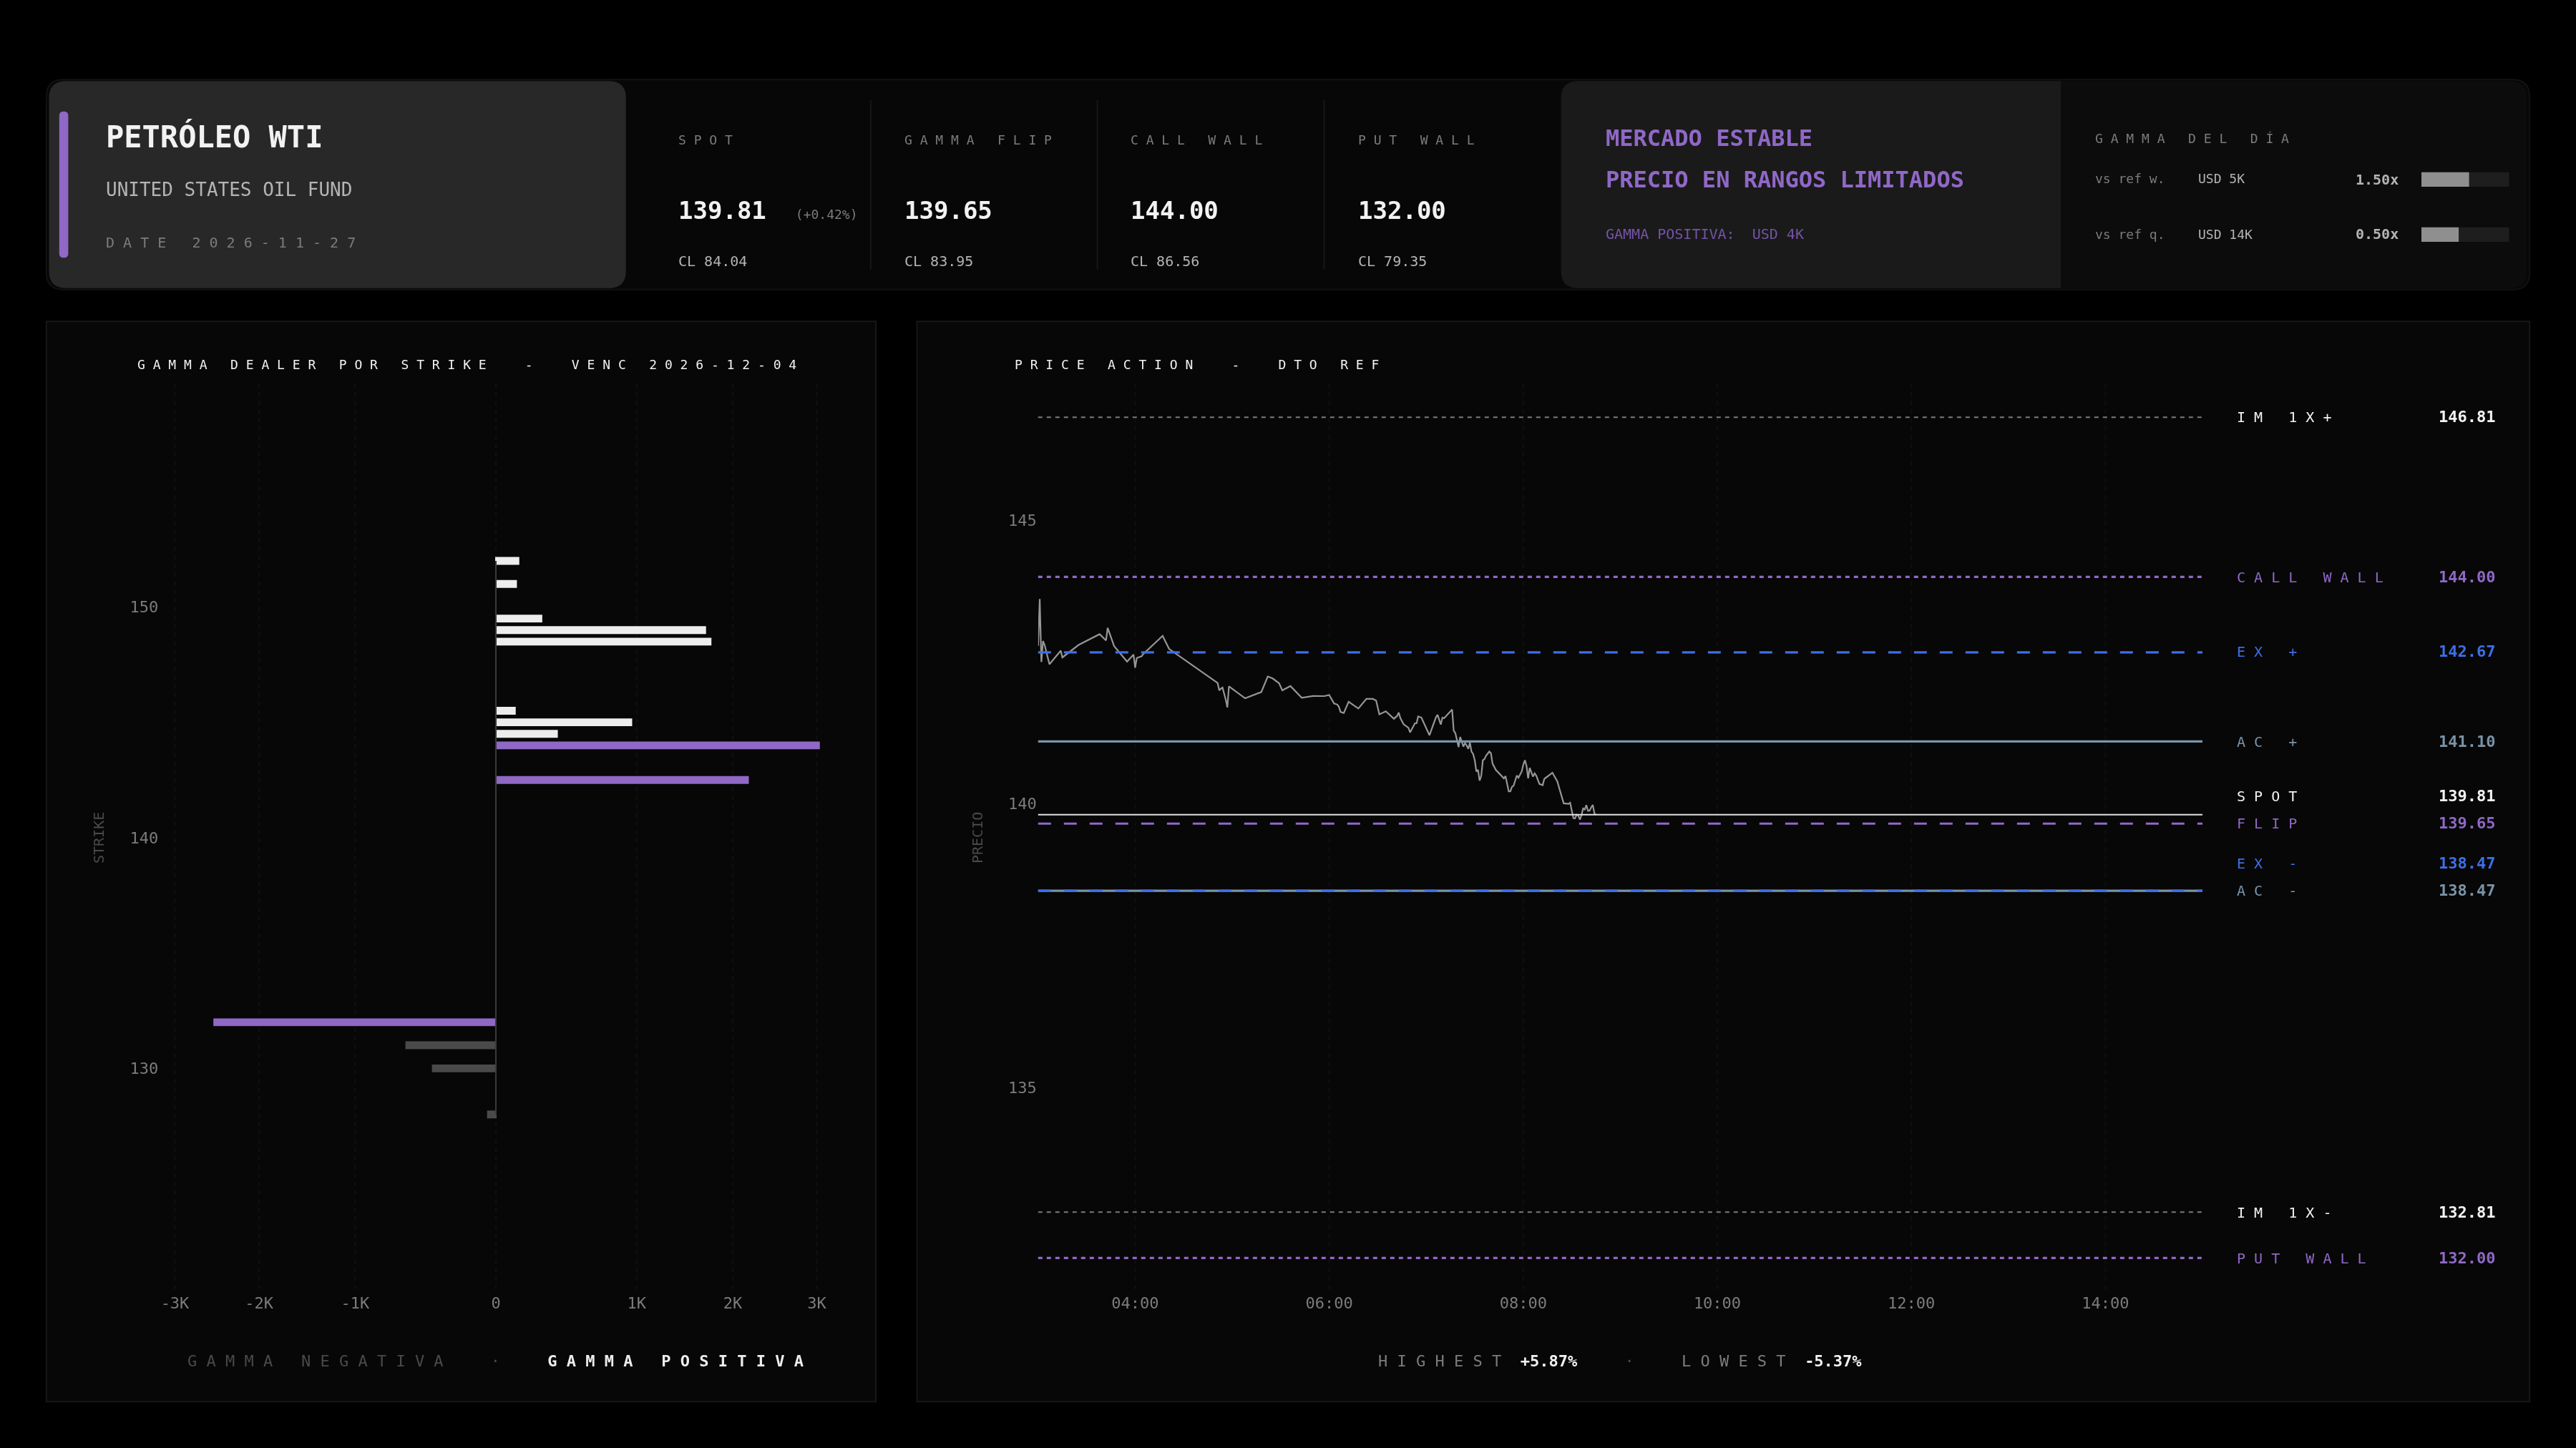 PETRÓLEO WTI
UNITED STATES OIL FUND
DATE 2026-11-27
SPOT
139.81 (+0.42%)
CL 84.04
GAMMA FLIP
139.65
CL 83.95
CALL WALL
144.00
CL 86.56
PUT WALL
132.00
CL 79.35
MERCADO ESTABLE
PRECIO EN RANGOS LIMITADOS
GAMMA POSITIVA: USD 4K
GAMMA DEL DÍA
vs ref w. USD 5K 1.50x
vs ref q. USD 14K 0.50x
GAMMA DEALER POR STRIKE - VENC 2026-12-04
STRIKE
150
140
130
-3K -2K -1K 0 1K 2K 3K
GAMMA NEGATIVA · GAMMA POSITIVA
PRICE ACTION - DTO REF
PRECIO
145
140
135
IM 1X+ 146.81
CALL WALL 144.00
EX + 142.67
AC + 141.10
SPOT 139.81
FLIP 139.65
EX - 138.47
AC - 138.47
IM 1X- 132.81
PUT WALL 132.00
04:00 06:00 08:00 10:00 12:00 14:00
HIGHEST +5.87% · LOWEST -5.37%